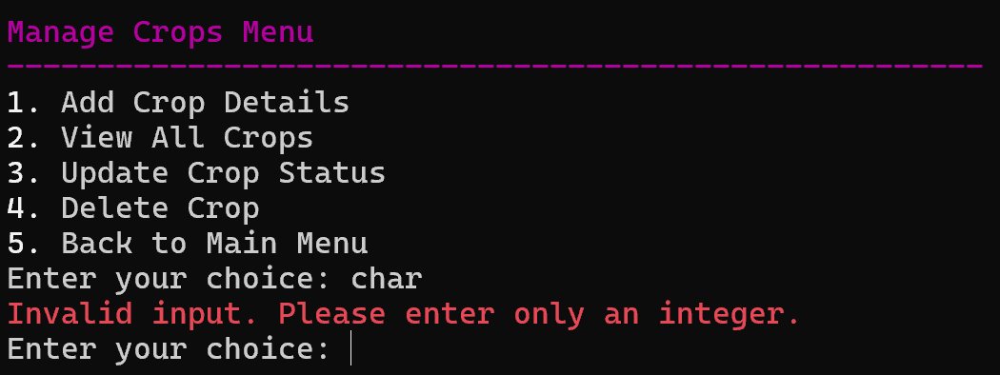 Manage Crops Menu
------------------------------------------------------
1. Add Crop Details
2. View All Crops
3. Update Crop Status
4. Delete Crop
5. Back to Main Menu
Enter your choice: char
Invalid input. Please enter only an integer.
Enter your choice: